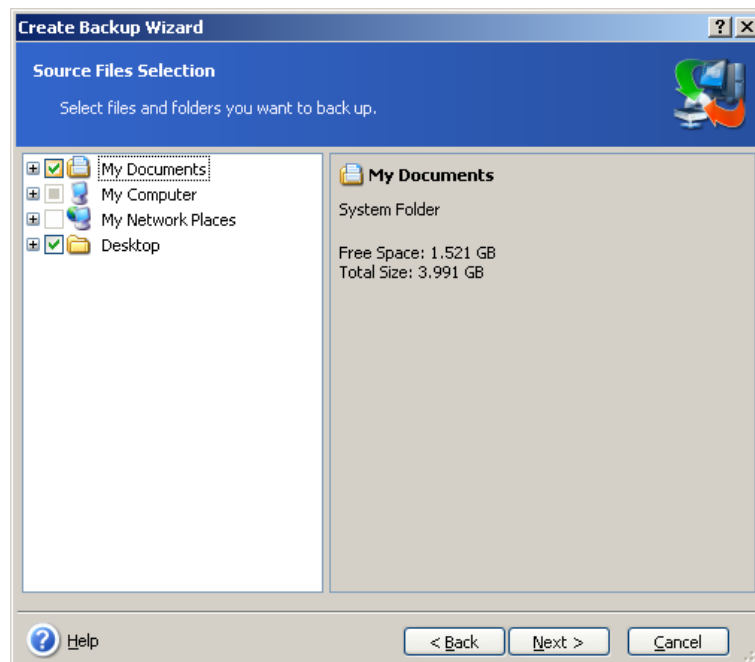 Create Backup Wizard
Source Files Selection
Select files and folders you want to back up.
My Documents
My Computer
My Network Places
Desktop
My Documents
System Folder
Free Space: 1.521 GB
Total Size: 3.991 GB
Help
< Back
Next >
Cancel